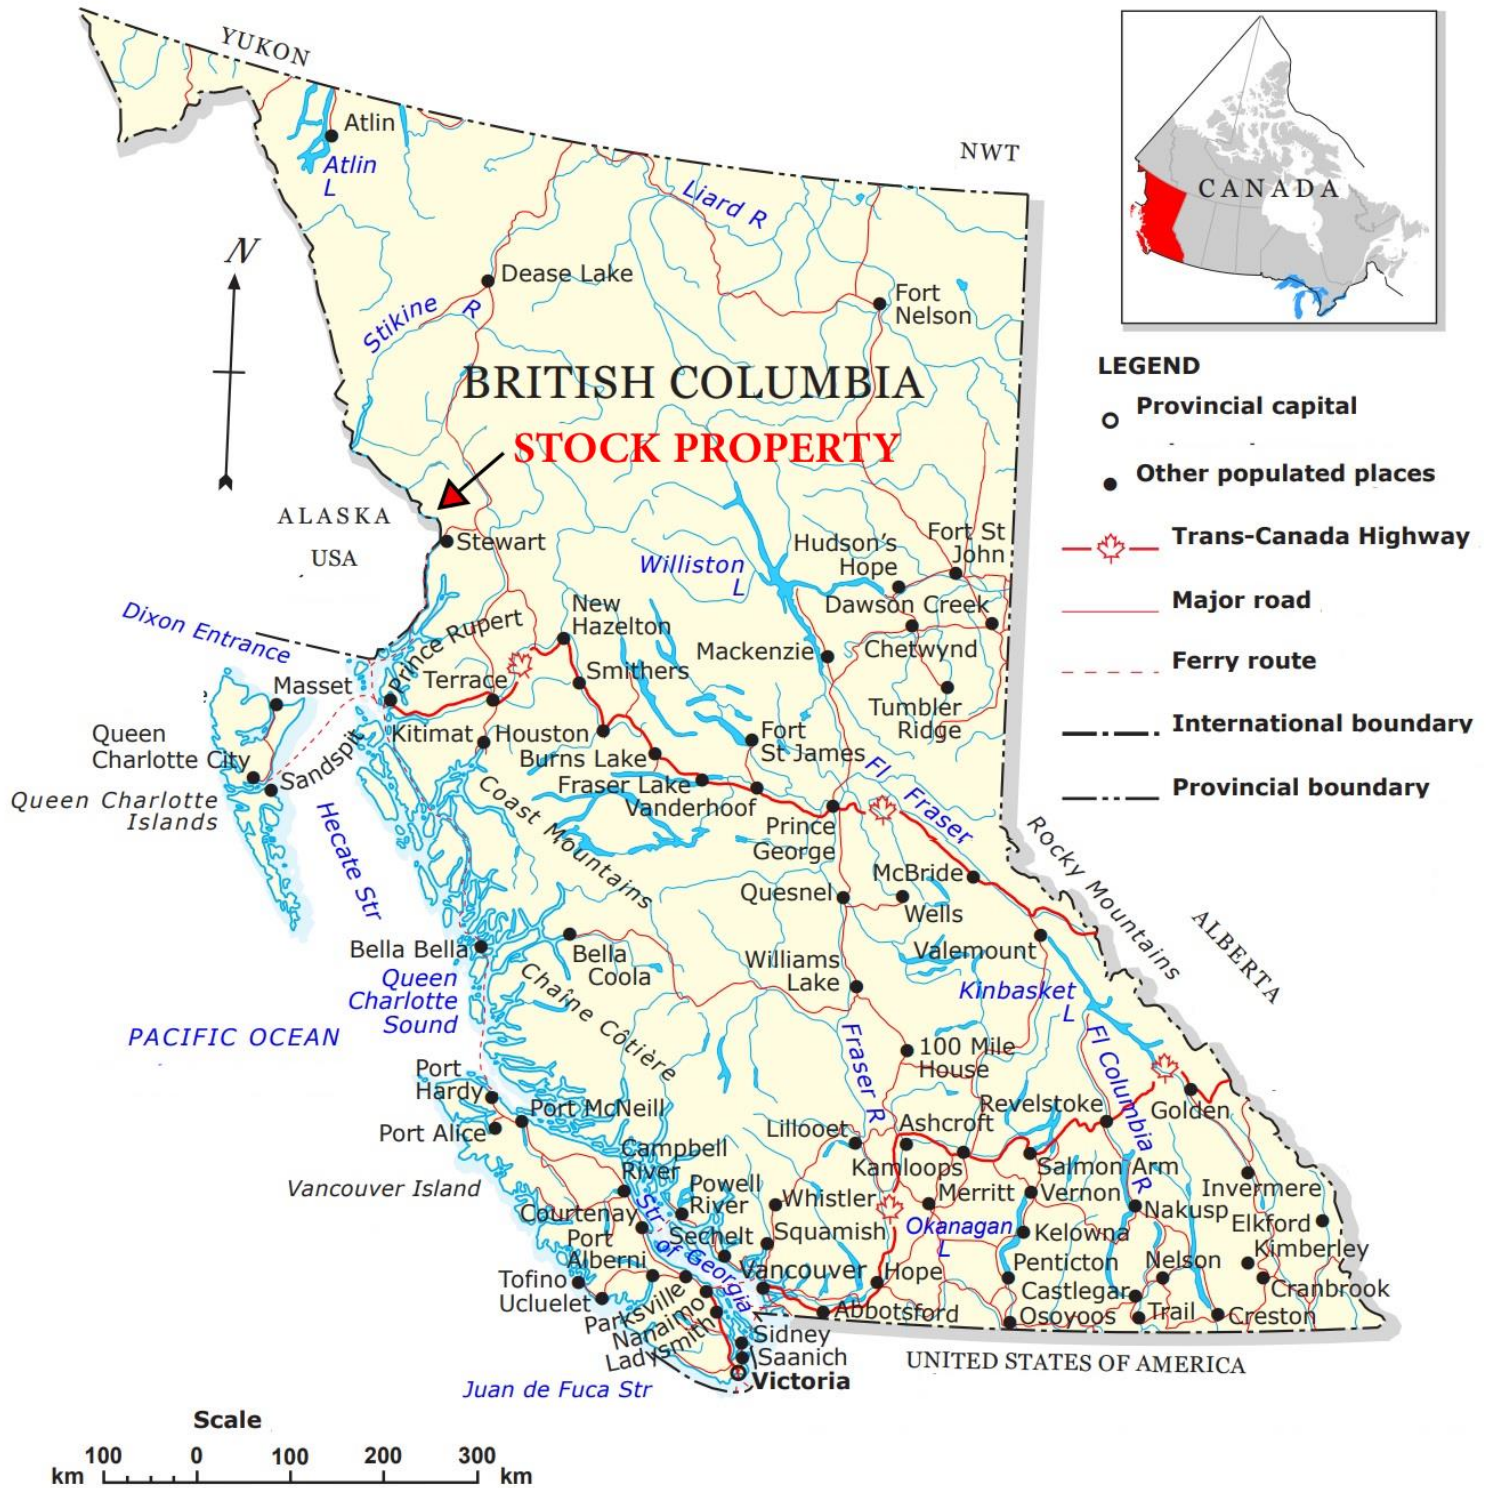 YUKON
NWT
CANADA
Atlin
Atlin
L
Liard R
N
Dease Lake
Stikine
R
Fort
Nelson
LEGEND
Provincial capital
Other populated places
Trans-Canada Highway
Major road
Ferry route
International boundary
Provincial boundary
BRITISH COLUMBIA
STOCK PROPERTY
ALASKA
USA
Stewart
Hudson's
Hope
Fort St
John
Williston
L
Dawson Creek
Chetwynd
Mackenzie
Tumbler
Ridge
Dixon Entrance
Prince Rupert
New
Hazelton
Smithers
Terrace
Masset
Queen
Charlotte City
Sandspit
Queen Charlotte
Islands
Kitimat
Houston
Burns Lake
Fort
St James
Fraser Lake
Vanderhoof
Prince
George
Fl Fraser
Hecate Str
Coast Mountains
McBride
Rocky Mountains
ALBERTA
Quesnel
Wells
Valemount
Bella Bella
Bella
Coola
Williams
Lake
Kinbasket
L
Queen
Charlotte
Sound
Chaîne Côtière
PACIFIC OCEAN
Fraser R
100 Mile
House
Fl Columbia
R
Port
Hardy
Port McNeill
Port Alice
Revelstoke
Golden
Lillooet
Ashcroft
Campbell
River
Kamloops
Salmon Arm
Vancouver Island
Powell
River
Whistler
Merritt
Vernon
Nakusp
Invermere
Courtenay
Sechelt
Squamish
Okanagan
L
Kelowna
Elkford
Str of Georgia
Port
Alberni
Kimberley
Penticton
Nelson
Tofino
Vancouver
Hope
Castlegar
Cranbrook
Ucluelet
Parksville
Nanaimo
Ladysmith
Abbotsford
Osoyoos
Trail
Creston
Sidney
Saanich
Victoria
UNITED STATES OF AMERICA
Juan de Fuca Str
Scale
100 0 100 200 300
km km